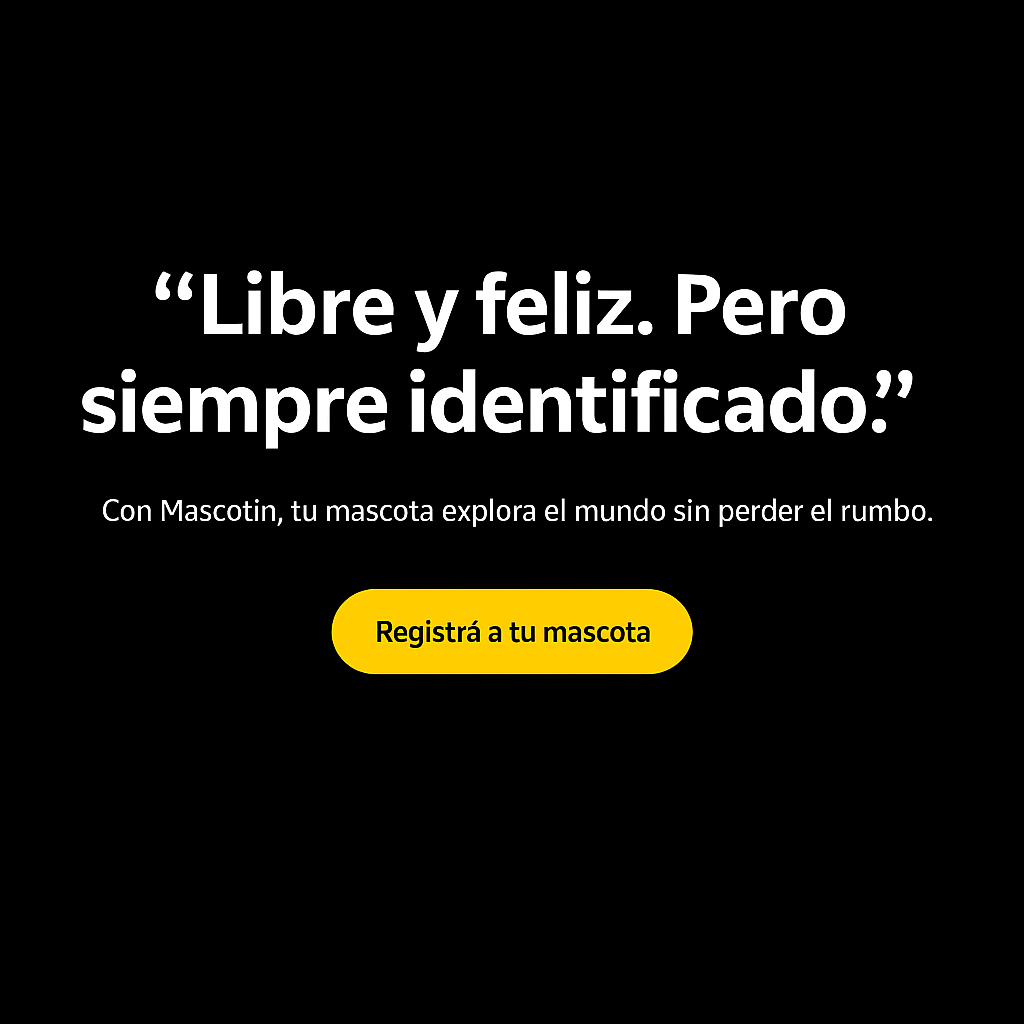 “Libre y feliz. Pero
siempre identificado.”
Con Mascotin, tu mascota explora el mundo sin perder el rumbo.
Registrá a tu mascota